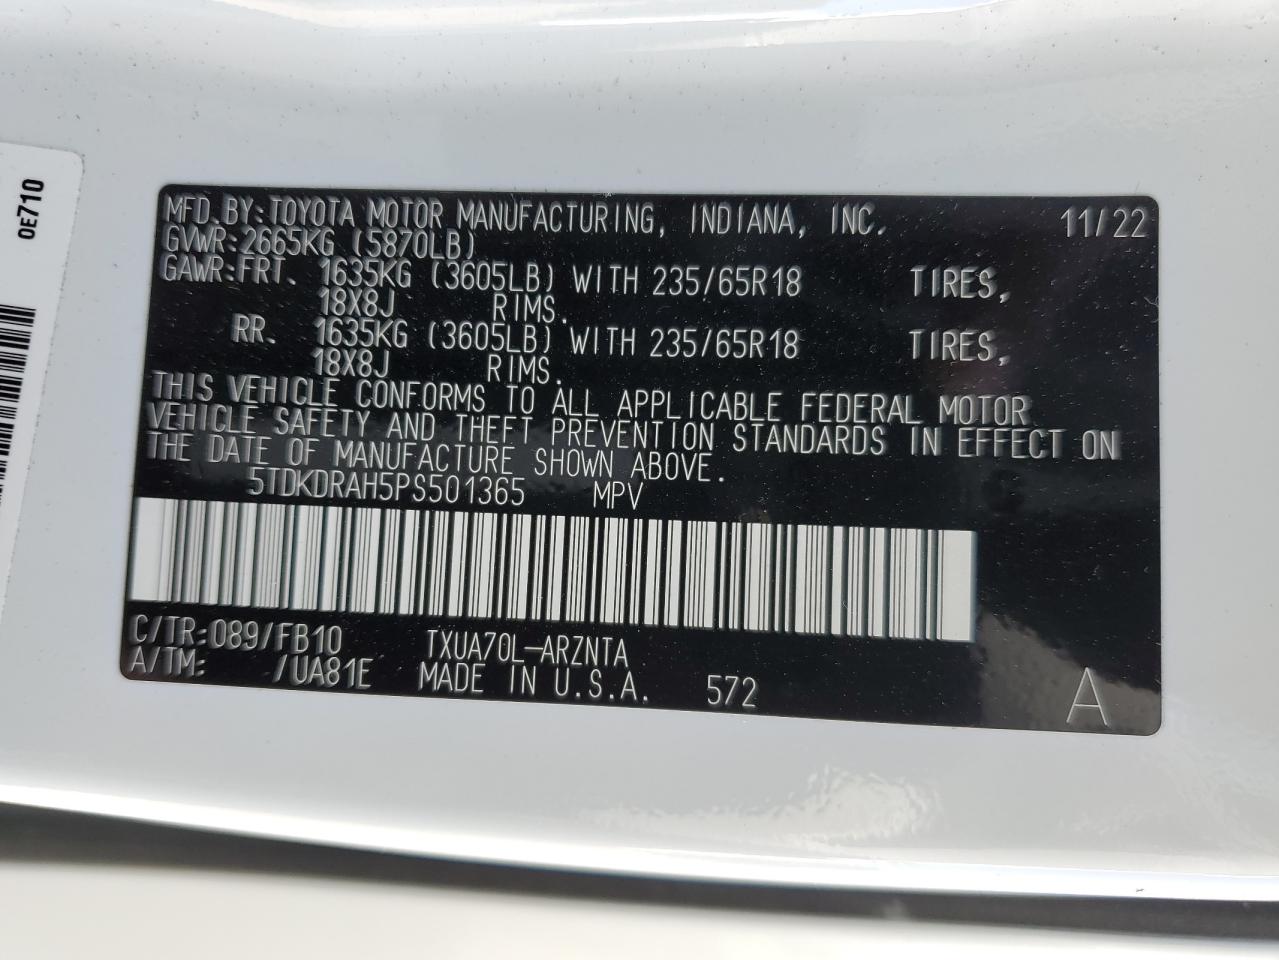 0E710
MFD.BY:TOYOTA MOTOR MANUFACTURING, INDIANA, INC. 11/22
GVWR:2665KG (5870LB)
GAWR:FRT. 1635KG (3605LB) WITH 235/65R18 TIRES,
18X8J RIMS.
RR. 1635KG (3605LB) WITH 235/65R18 TIRES,
18X8J RIMS.
THIS VEHICLE CONFORMS TO ALL APPLICABLE FEDERAL MOTOR
VEHICLE SAFETY AND THEFT PREVENTION STANDARDS IN EFFECT ON
THE DATE OF MANUFACTURE SHOWN ABOVE.
5TDKDRAH5PS501365 MPV
C/TR:089/FB10 TXUA70L-ARZNTA
A/TM: /UA81E MADE IN U.S.A. 572 A